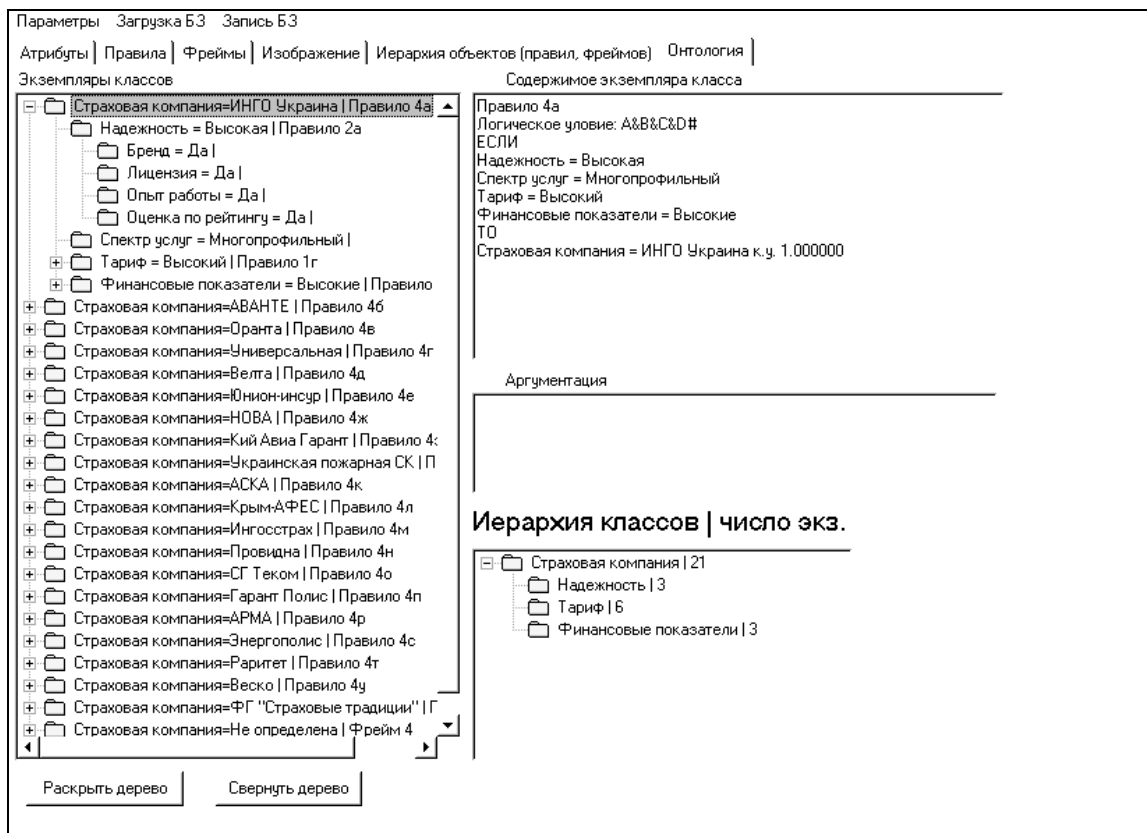 Параметры Загрузка БЗ Запись БЗ
Атрибуты Правила Фреймы Изображение Иерархия объектов (правил, фреймов) Онтология
Экземпляры классов
Страховая компания=ИНГО Украина | Правило 4а
Надежность = Высокая | Правило 2а
Бренд = Да |
Лицензия = Да |
Опыт работы = Да |
Оценка по рейтингу = Да |
Спектр услуг = Многопрофильный |
Тариф = Высокий | Правило 1г
Финансовые показатели = Высокие | Правило
Страховая компания=АВАНТЕ | Правило 4б
Страховая компания=Оранта | Правило 4в
Страховая компания=Универсальная | Правило 4г
Страховая компания=Велта | Правило 4д
Страховая компания=Юнион-инсур | Правило 4е
Страховая компания=НОВА | Правило 4ж
Страховая компания=Кий Авиа Гарант | Правило 4
Страховая компания=Украинская пожарная СК | П
Страховая компания=АСКА | Правило 4к
Страховая компания=Крым-АФЕС | Правило 4л
Страховая компания=Ингосстрах | Правило 4м
Страховая компания=Провидна | Правило 4н
Страховая компания=СГ Теком | Правило 4о
Страховая компания=Гарант Полис | Правило 4п
Страховая компания=АРМА | Правило 4р
Страховая компания=Энергополис | Правило 4с
Страховая компания=Раритет | Правило 4т
Страховая компания=Веско | Правило 4у
Страховая компания=ФГ "Страховые традиции" | Г
Страховая компания=Не определена | Фрейм 4
Раскрыть дерево Свернуть дерево
Содержимое экземпляра класса
Правило 4а
Логическое уловие: A&B&C&D#
ЕСЛИ
Надежность = Высокая
Спектр услуг = Многопрофильный
Тариф = Высокий
Финансовые показатели = Высокие
ТО
Страховая компания = ИНГО Украина к.у. 1.000000
Аргументация
Иерархия классов | число экз.
Страховая компания | 21
Надежность | 3
Тариф | 6
Финансовые показатели | 3